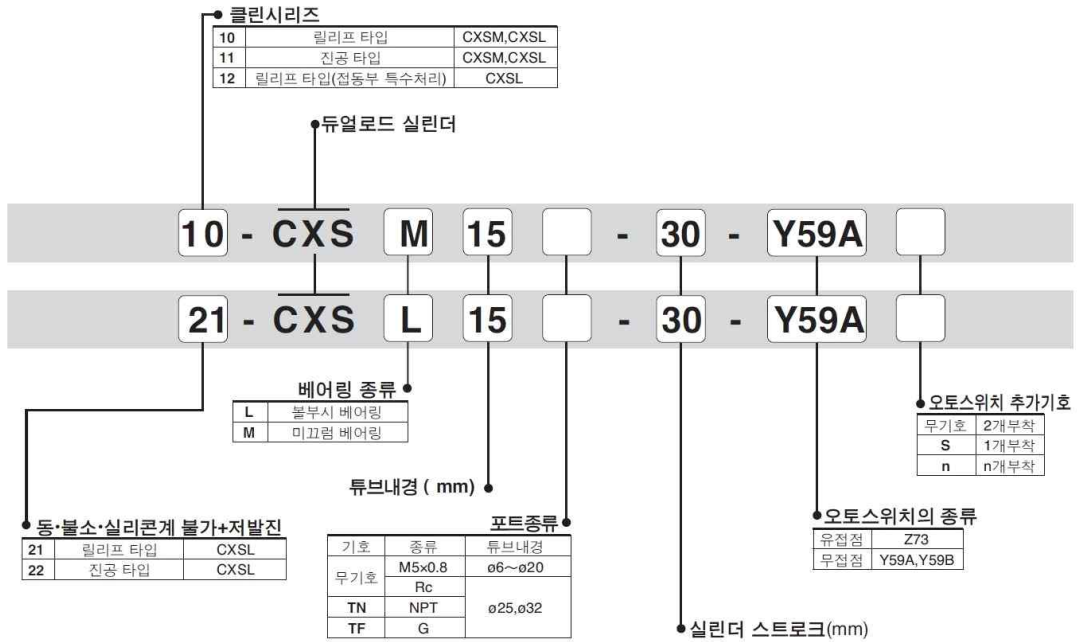 클린시리즈
10 릴리프 타입 CXSM,CXSL
11 진공 타입 CXSM,CXSL
12 릴리프 타입(접동부 특수처리) CXSL
듀얼로드 실린더
10 - CXS M 15 - 30 - Y59A
21 - CXS L 15 - 30 - Y59A
베어링 종류
L 볼부시 베어링
M 미끄럼 베어링
오토스위치 추가기호
무기호 2개부착
S 1개부착
n n개부착
튜브내경 ( mm)
동·불소·실리콘계 불가+저발진
21 릴리프 타입 CXSL
22 진공 타입 CXSL
포트종류
기호 종류 튜브내경
무기호 M5×0.8 ø6~ø20
Rc ø25,ø32
TN NPT
TF G
오토스위치의 종류
유접점 Z73
무접점 Y59A,Y59B
실린더 스트로크(mm)